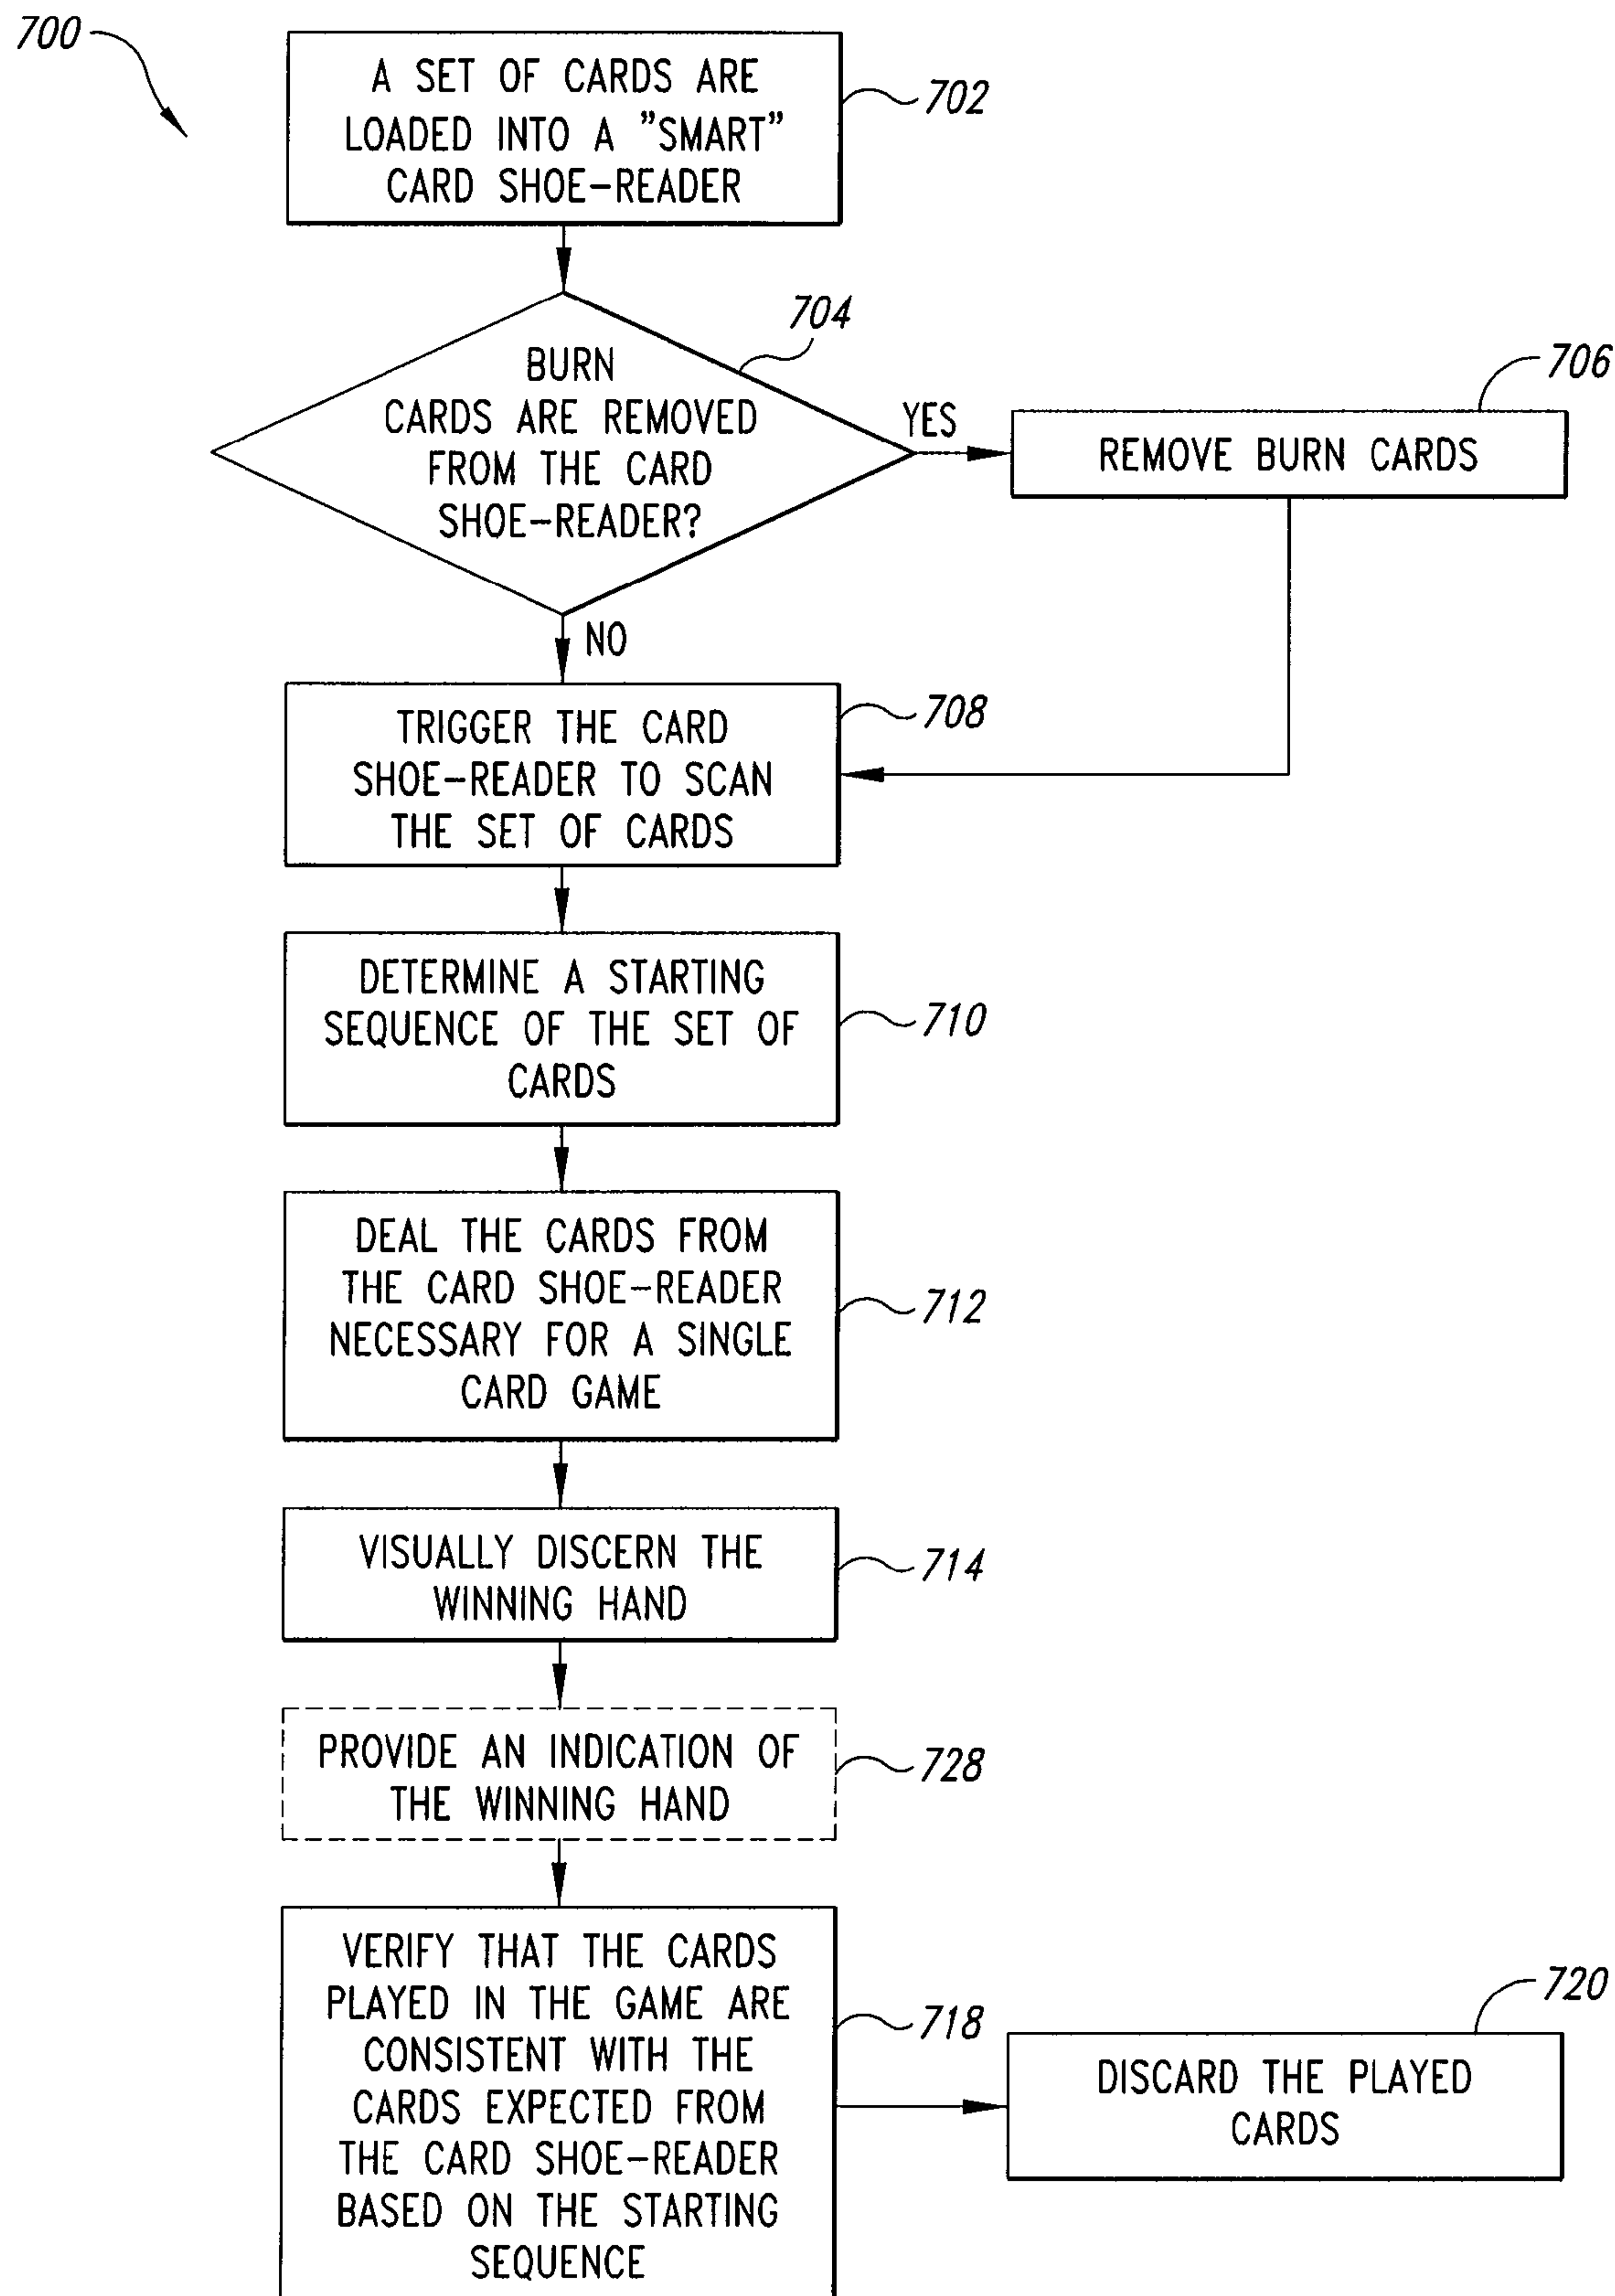 700
A SET OF CARDS ARE
LOADED INTO A "SMART"
CARD SHOE-READER
702
704
BURN
CARDS ARE REMOVED
FROM THE CARD
SHOE-READER?
YES
706
REMOVE BURN CARDS
NO
TRIGGER THE CARD
SHOE-READER TO SCAN
THE SET OF CARDS
708
DETERMINE A STARTING
SEQUENCE OF THE SET OF
CARDS
710
DEAL THE CARDS FROM
THE CARD SHOE-READER
NECESSARY FOR A SINGLE
CARD GAME
712
VISUALLY DISCERN THE
WINNING HAND
714
PROVIDE AN INDICATION OF
THE WINNING HAND
728
VERIFY THAT THE CARDS
PLAYED IN THE GAME ARE
CONSISTENT WITH THE
CARDS EXPECTED FROM
THE CARD SHOE-READER
BASED ON THE STARTING
SEQUENCE
718
720
DISCARD THE PLAYED
CARDS